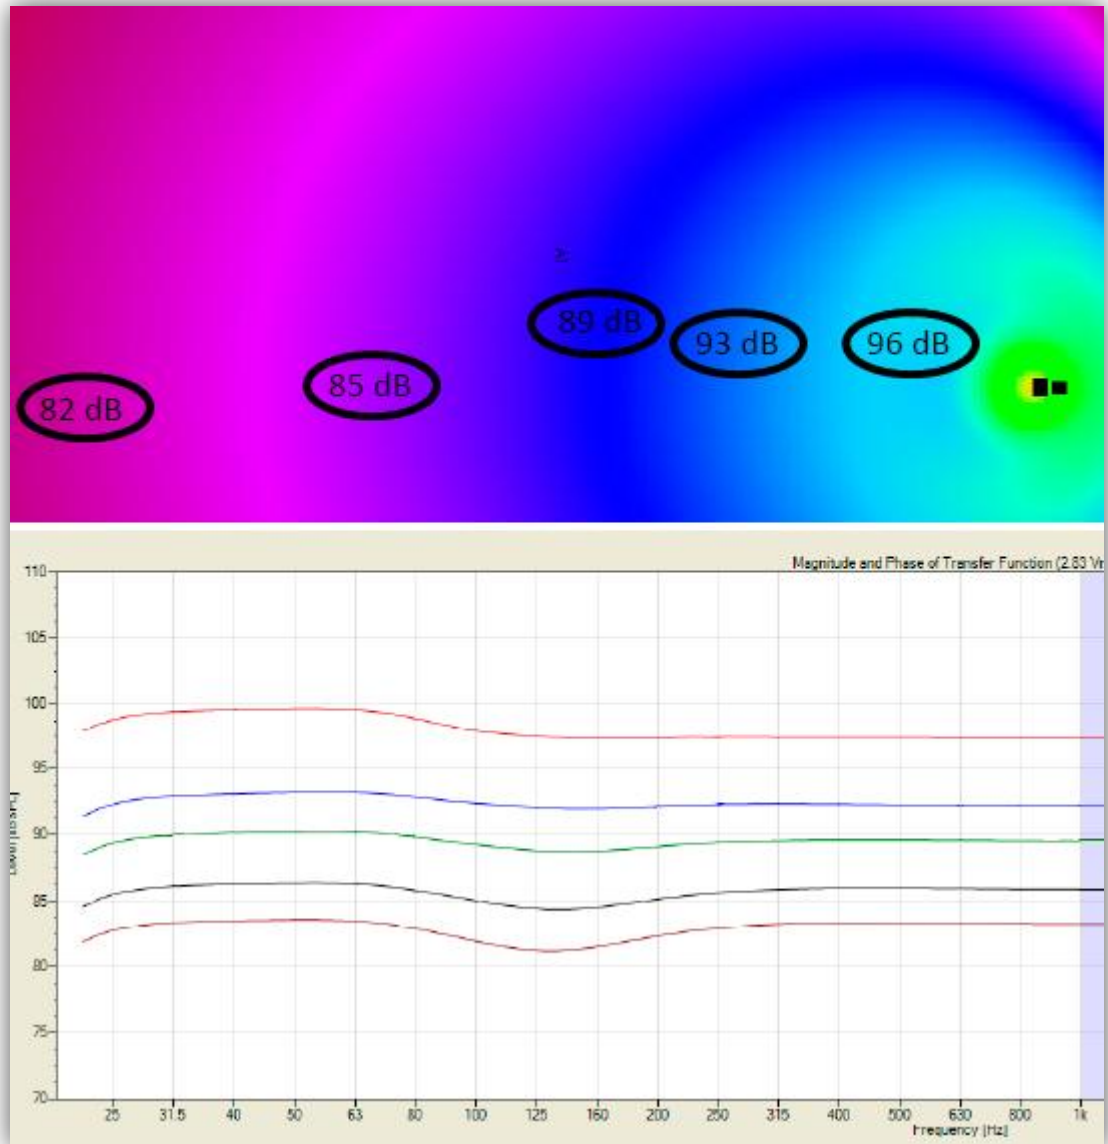 89 dB
93 dB
96 dB
85 dB
82 dB
Magnitude and Phase of Transfer Function (2.83 Vr
110
105
100
95
90
85
80
75
70
25 31.5 40 50 63 80 100 125 160 200 250 315 400 500 630 800 1k
Frequency [Hz]